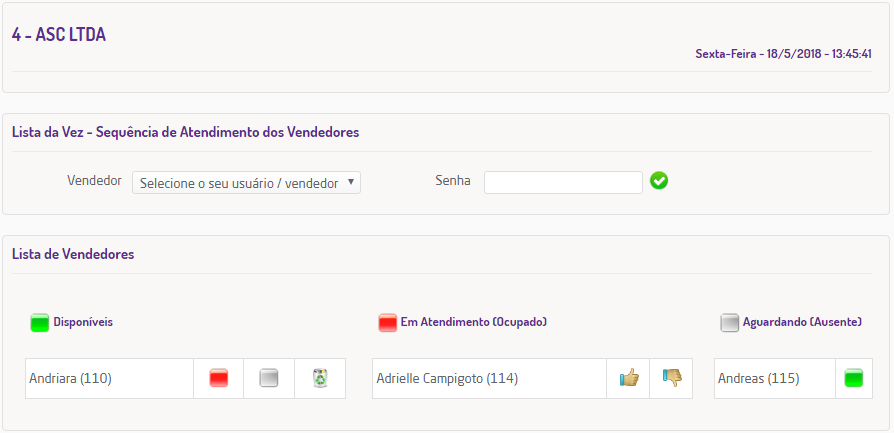 4 - ASC LTDA
Sexta-Feira - 18/5/2018 - 13:45:41
Lista da Vez - Sequência de Atendimento dos Vendedores
Vendedor Selecione o seu usuário / vendedor Senha
Lista de Vendedores
Disponíveis Em Atendimento (Ocupado) Aguardando (Ausente)
Andriara (110) Adrielle Campigoto (114) Andreas (115)